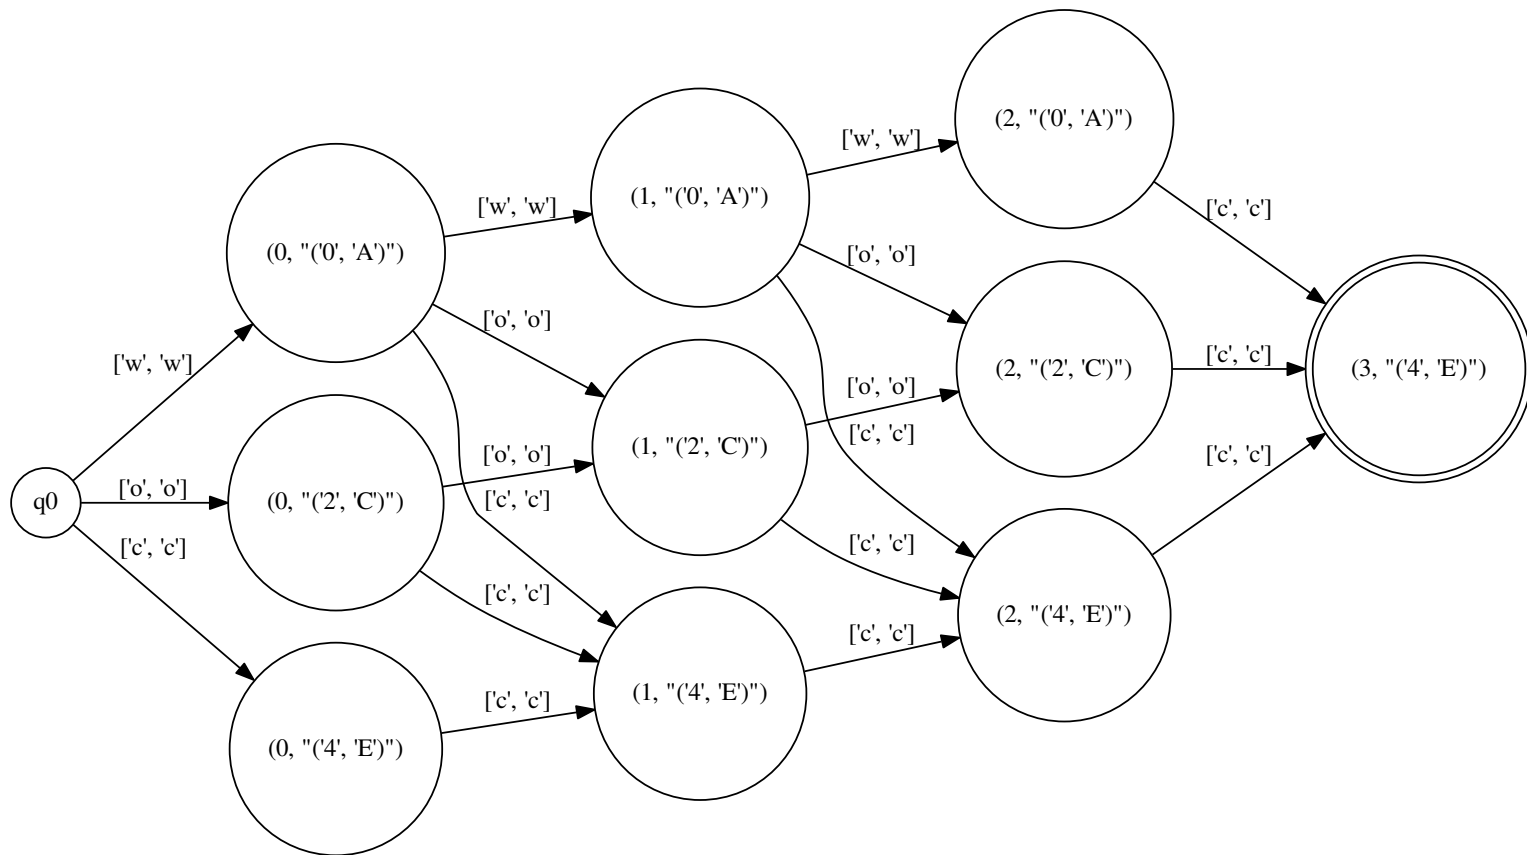 (2, "('0', 'A')")
['w', 'w']
(1, "('0', 'A')")
['c', 'c']
['w', 'w']
(0, "('0', 'A')")
['o', 'o']
['o', 'o']
['w', 'w']
['c', 'c']
(2, "('2', 'C')")
(3, "('4', 'E')")
['o', 'o']
['c', 'c']
(1, "('2', 'C')")
['o', 'o']
['c', 'c']
['o', 'o']
q0
(0, "('2', 'C')")
['c', 'c']
['c', 'c']
['c', 'c']
['c', 'c']
(2, "('4', 'E')")
['c', 'c']
(1, "('4', 'E')")
['c', 'c']
(0, "('4', 'E')")